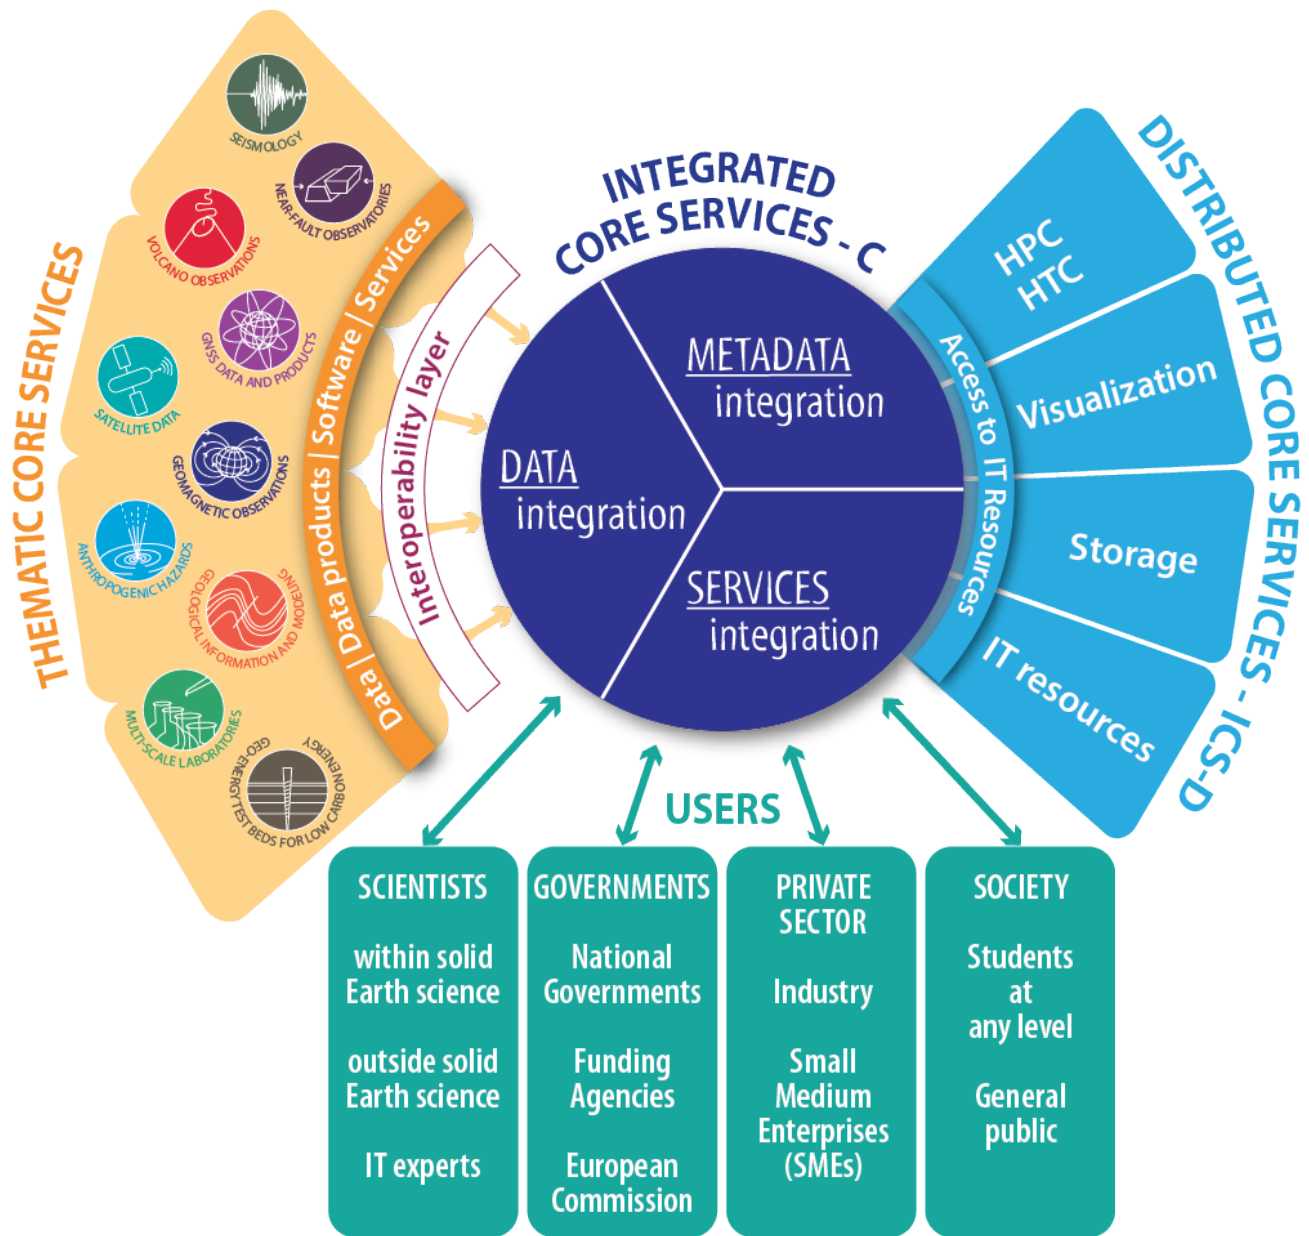 THEMATIC CORE SERVICES
SEISMOLOGY
NEAR-FAULT OBSERVATORIES
VOLCANO OBSERVATIONS
GNSS DATA AND PRODUCTS
SATELLITE DATA
GEOMAGNETIC OBSERVATIONS
ANTHROPOGENIC HAZARDS
GEOLOGICAL INFORMATION AND MODELING
MULTI-SCALE LABORATORIES
GEO-ENERGY TEST BEDS FOR LOW CARBON ENERGY
Data | Data products | Software | Services
Interoperability layer
INTEGRATED
CORE SERVICES - C
METADATA
integration
DATA
integration
SERVICES
integration
Access to IT Resources
HPC
HTC
Visualization
Storage
IT resources
DISTRIBUTED CORE SERVICES - ICS-D
USERS
SCIENTISTS
within solid
Earth science
outside solid
Earth science
IT experts
GOVERNMENTS
National
Governments
Funding
Agencies
European
Commission
PRIVATE
SECTOR
Industry
Small
Medium
Enterprises
(SMEs)
SOCIETY
Students
at
any level
General
public